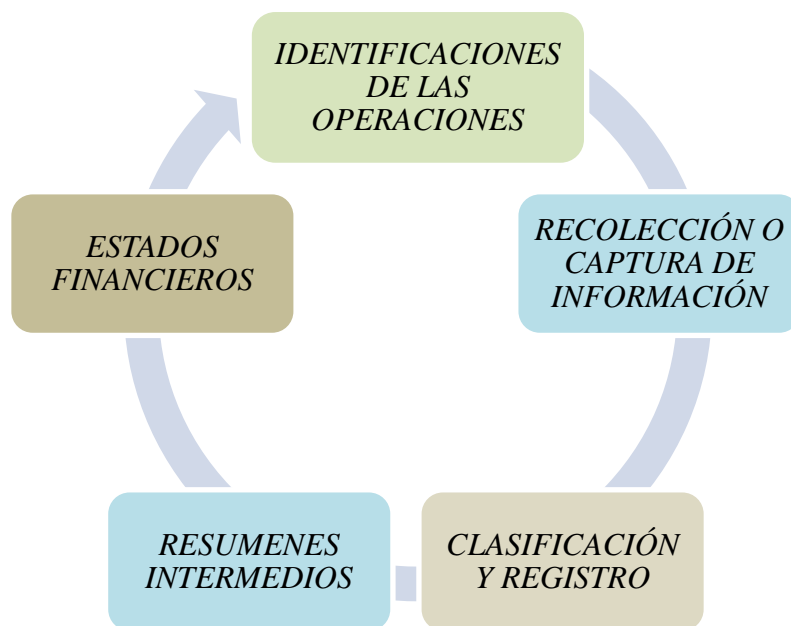 IDENTIFICACIONES
DE LAS
OPERACIONES
RECOLECCIÓN O
CAPTURA DE
INFORMACIÓN
CLASIFICACIÓN
Y REGISTRO
RESUMENES
INTERMEDIOS
ESTADOS
FINANCIEROS